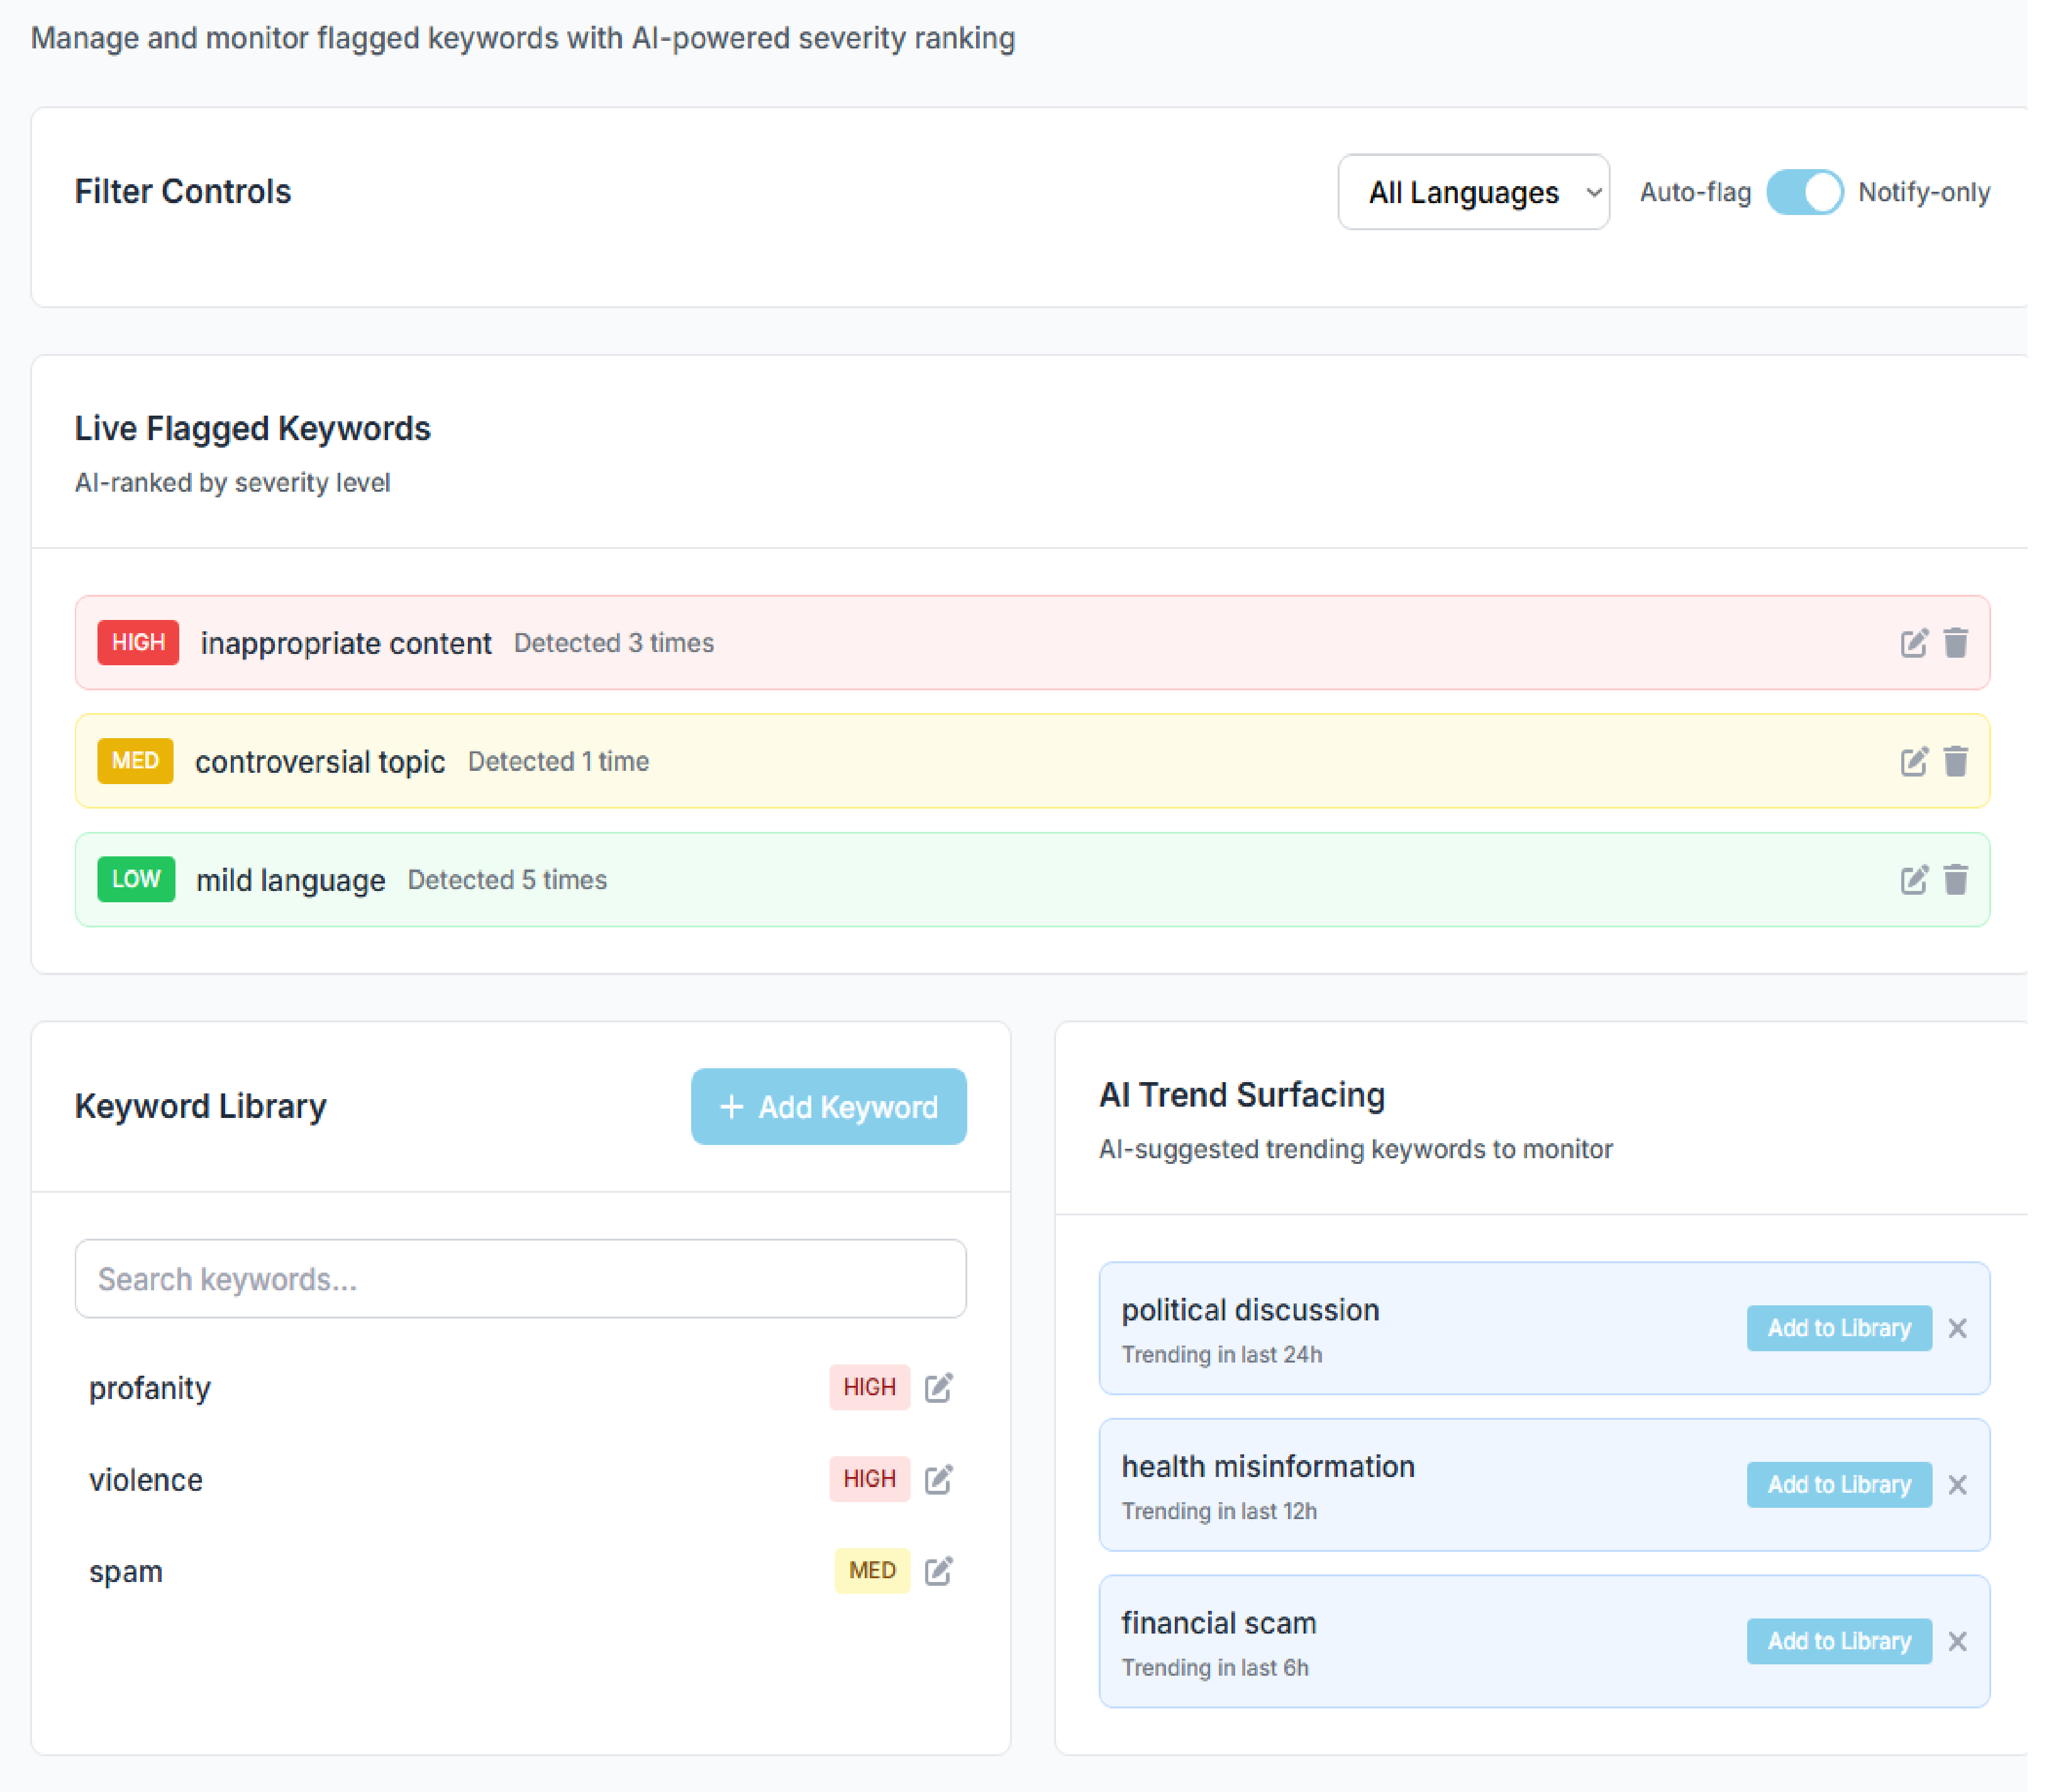 Manage and monitor flagged keywords with AI-powered severity ranking
Filter Controls
All Languages
Auto-flag
Notify-only
Live Flagged Keywords
AI-ranked by severity level
HIGH inappropriate content Detected 3 times
MED controversial topic Detected 1 time
LOW mild language Detected 5 times
Keyword Library
+ Add Keyword
Search keywords...
profanity HIGH
violence HIGH
spam MED
AI Trend Surfacing
AI-suggested trending keywords to monitor
political discussion
Trending in last 24h
Add to Library
health misinformation
Trending in last 12h
Add to Library
financial scam
Trending in last 6h
Add to Library